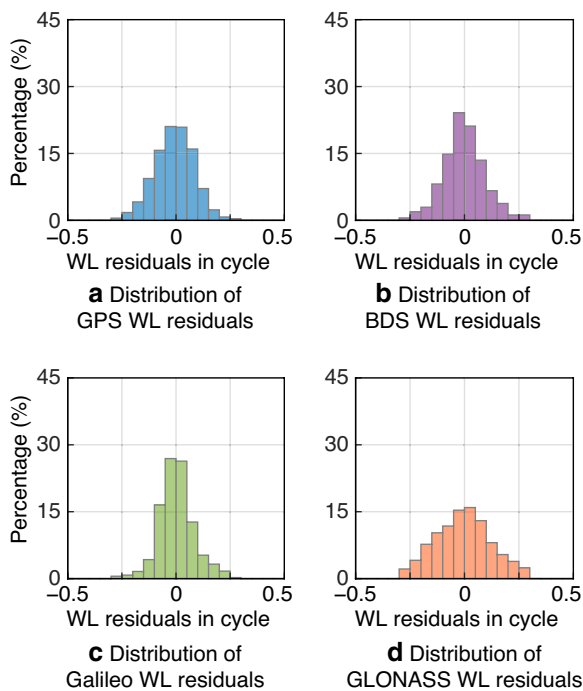 45
30
15
0
Percentage (%)
−0.5
0
0.5
WL residuals in cycle
a Distribution of
GPS WL residuals
45
30
15
0
−0.5
0
0.5
WL residuals in cycle
b Distribution of
BDS WL residuals
45
30
15
0
Percentage (%)
−0.5
0
0.5
WL residuals in cycle
c Distribution of
Galileo WL residuals
45
30
15
0
−0.5
0
0.5
WL residuals in cycle
d Distribution of
GLONASS WL residuals